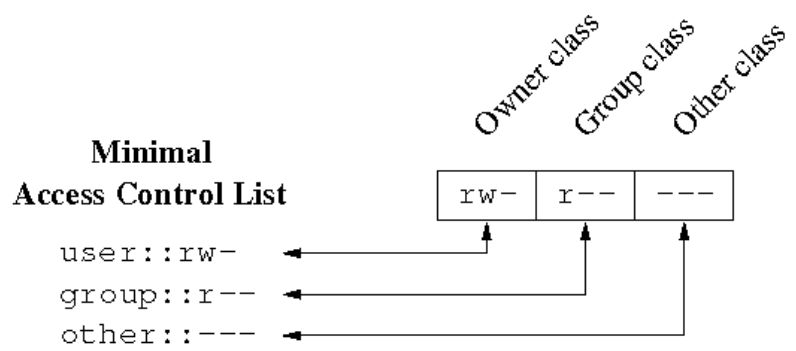 Owner class
Group class
Other class
Minimal
Access Control List
rw- r-- ---
user::rw-
group::r--
other::---